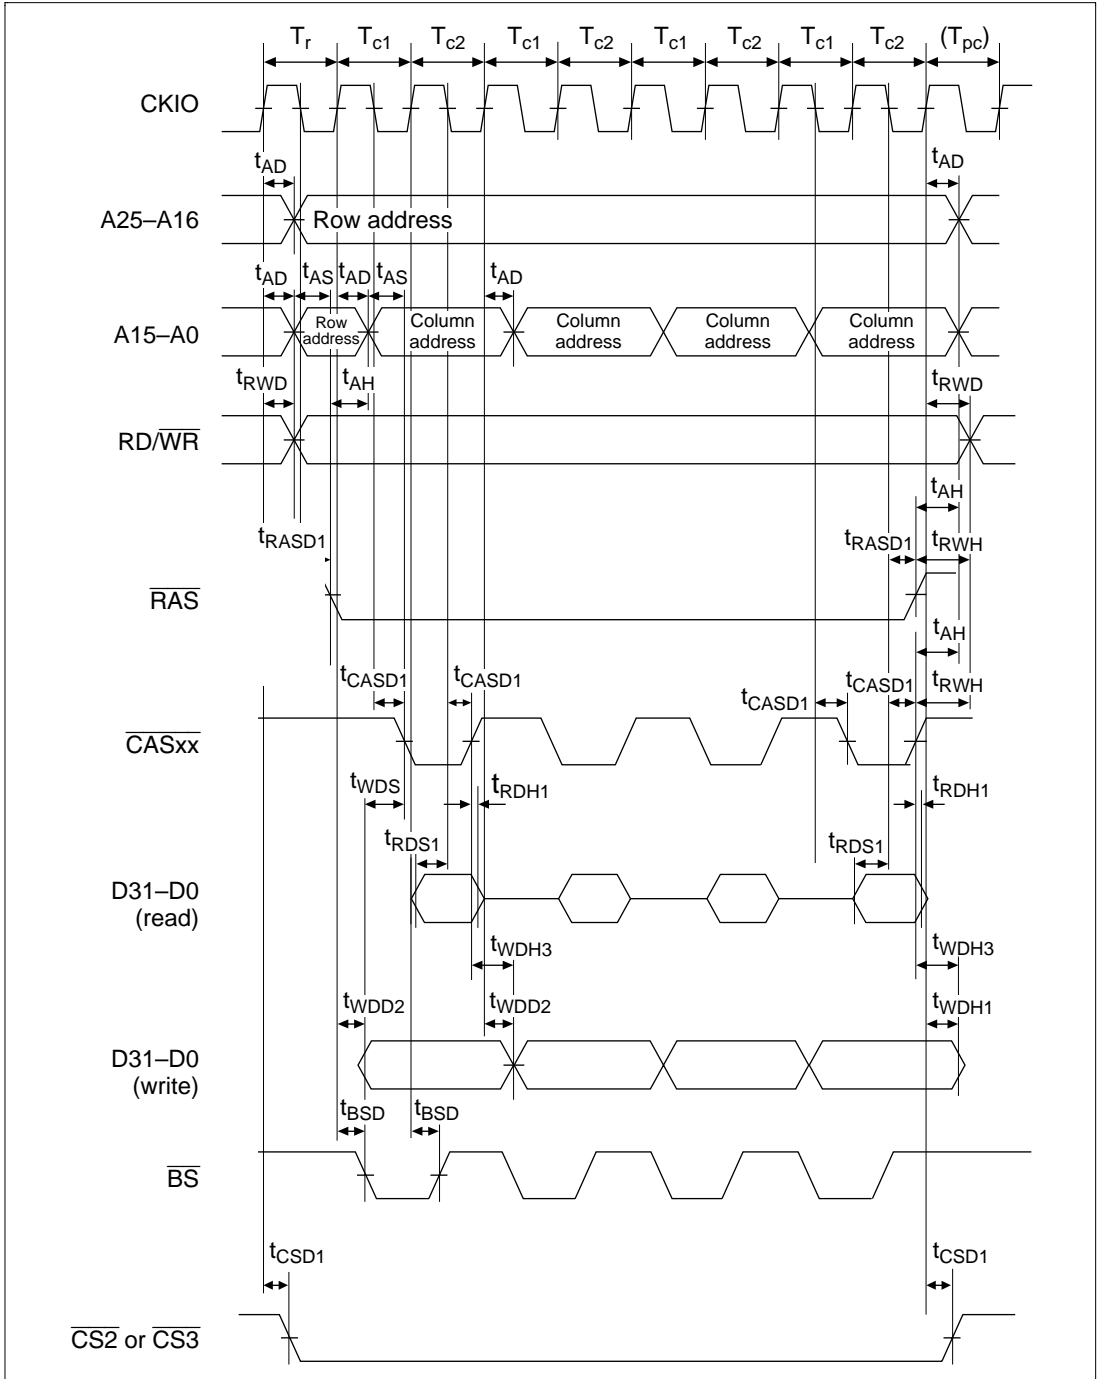 Tr Tc1 Tc2 Tc1 Tc2 Tc1 Tc2 Tc1 Tc2 (Tpc)
CKIO
tAD tAD
A25–A16 Row address
tAD tAS tAD tAS tAD
A15–A0 Row address Column address Column address Column address Column address
tRWD tAH tRWD
RD/WR
tAH
tRASD1 tRASD1 tRWH
RAS
tAH
tCASD1 tCASD1 tCASD1 tCASD1 tRWH
CASxx
tWDS tRDH1 tRDH1
tRDS1 tRDS1
D31–D0
(read)
tWDH3 tWDH3
tWDD2 tWDD2 tWDH1
D31–D0
(write)
tBSD tBSD
BS
tCSD1 tCSD1
CS2 or CS3